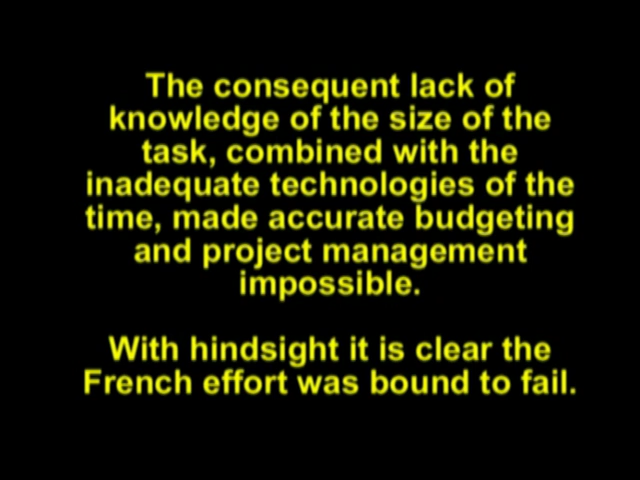 The consequent lack of
knowledge of the size of the
task, combined with the
inadequate technologies of the
time, made accurate budgeting
and project management
impossible.
With hindsight it is clear the
French effort was bound to fail.